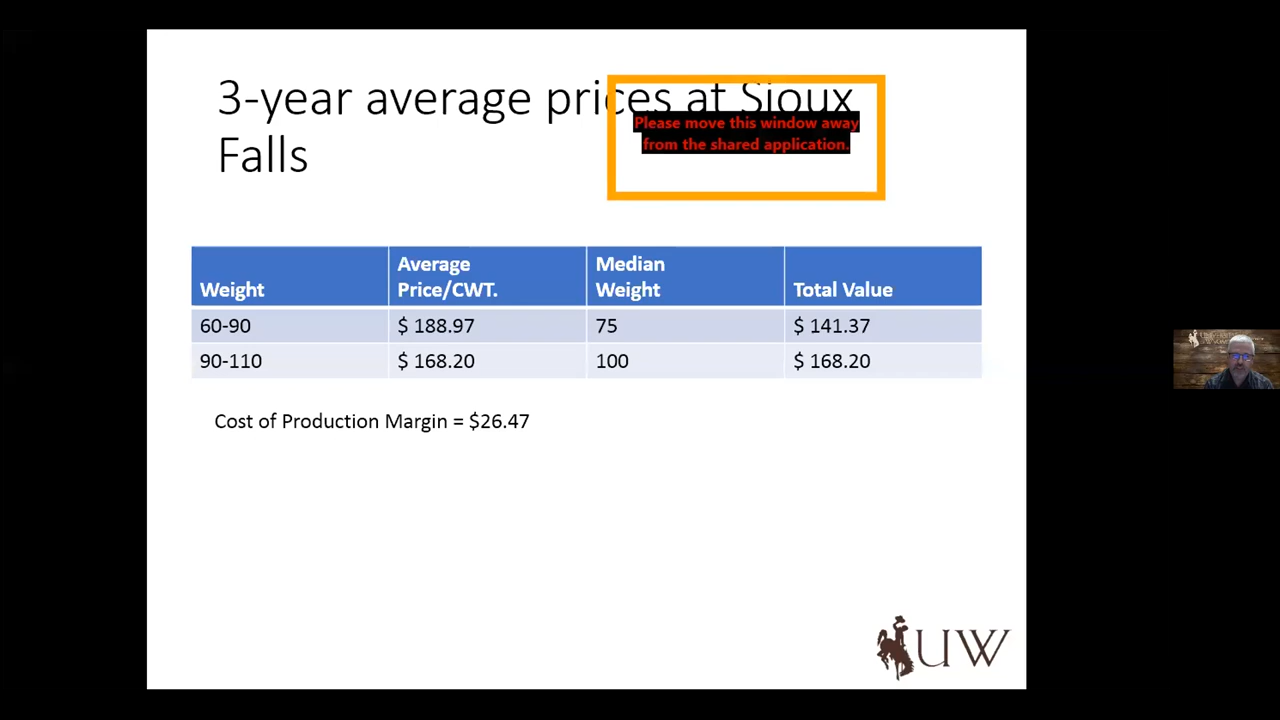 3-year average prices at Sioux
Falls
Please move this window away
from the shared application.
Weight Average Price/CWT. Median Weight Total Value
60-90 $ 188.97 75 $ 141.37
90-110 $ 168.20 100 $ 168.20
Cost of Production Margin = $26.47
UW